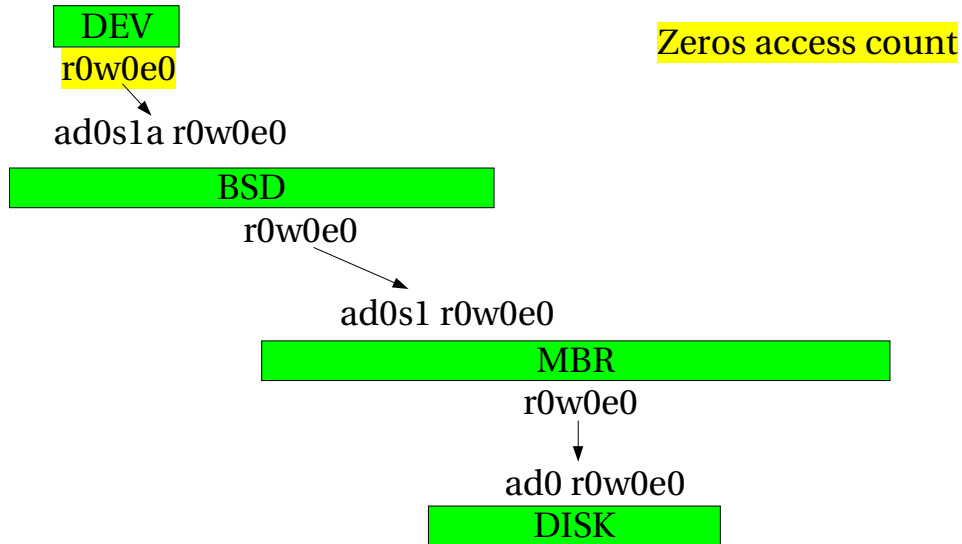 DEV
Zeros access count
r0w0e0
ad0s1a r0w0e0
BSD
r0w0e0
ad0s1 r0w0e0
MBR
r0w0e0
ad0 r0w0e0
DISK